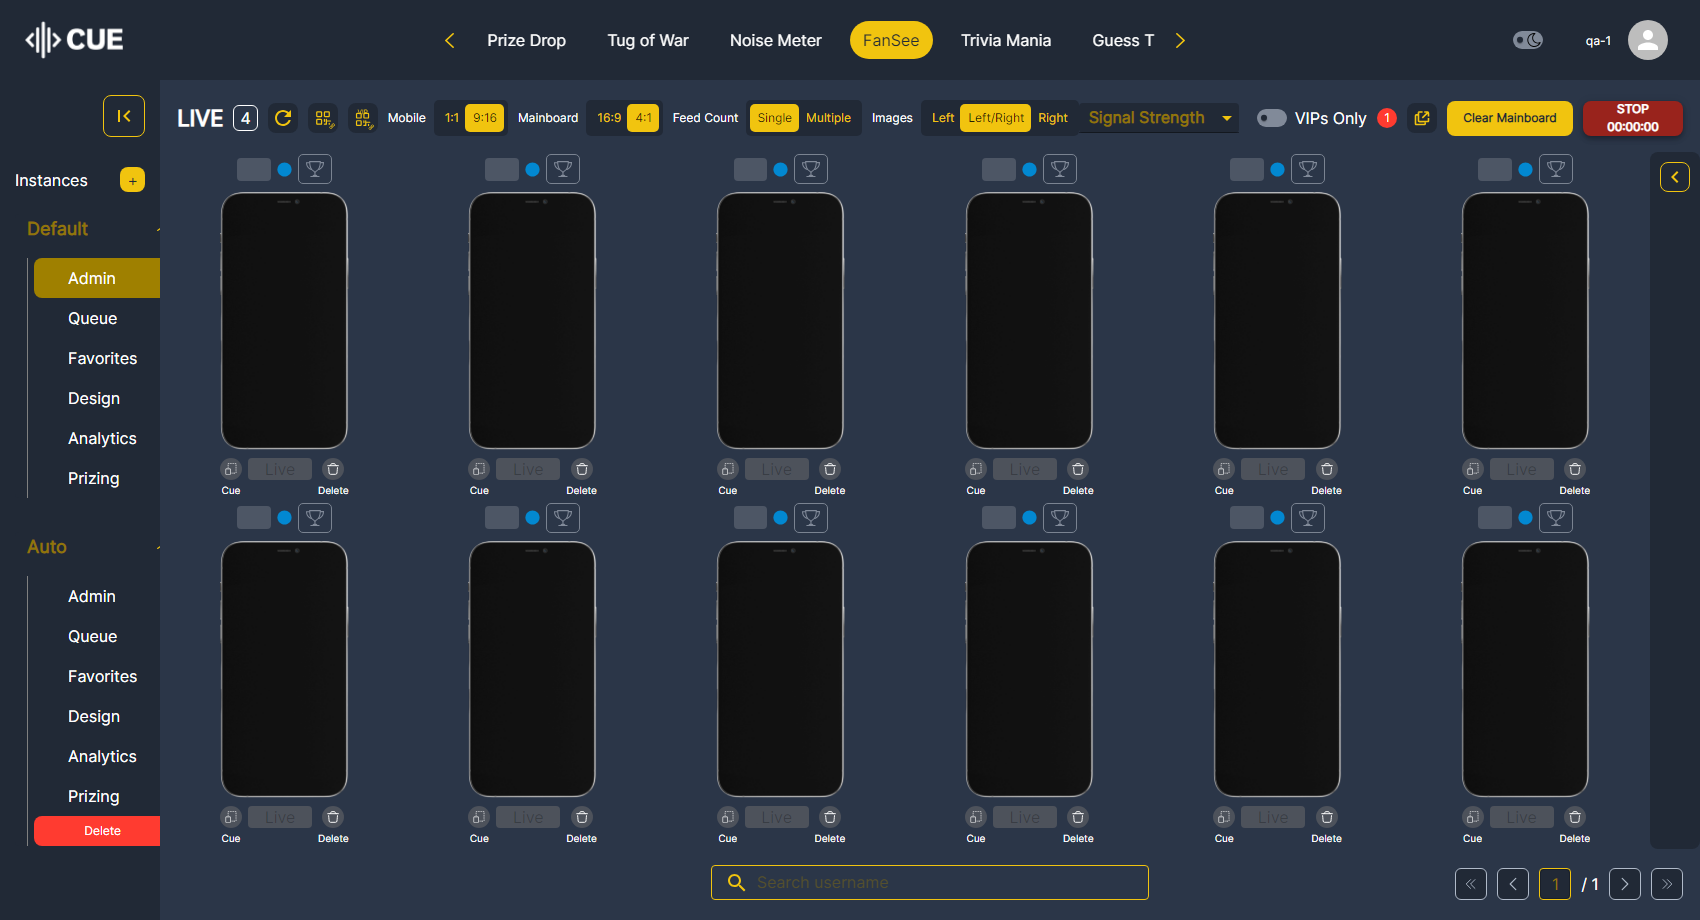 CUE
Prize Drop Tug of War Noise Meter FanSee Trivia Mania Guess T
qa-1
LIVE 4 Mobile 1:1 9:16 Mainboard 16:9 4:1 Feed Count Single Multiple Images Left Left/Right Right Signal Strength VIPs Only 1 Clear Mainboard STOP
00:00:00
Instances +
Default
Admin
Queue
Favorites
Design
Analytics
Prizing
Auto
Admin
Queue
Favorites
Design
Analytics
Prizing
Delete
Live Live Live Live Live Live
Cue Delete Cue Delete Cue Delete Cue Delete Cue Delete Cue Delete
Live Live Live Live Live Live
Cue Delete Cue Delete Cue Delete Cue Delete Cue Delete Cue Delete
Search username
1 / 1